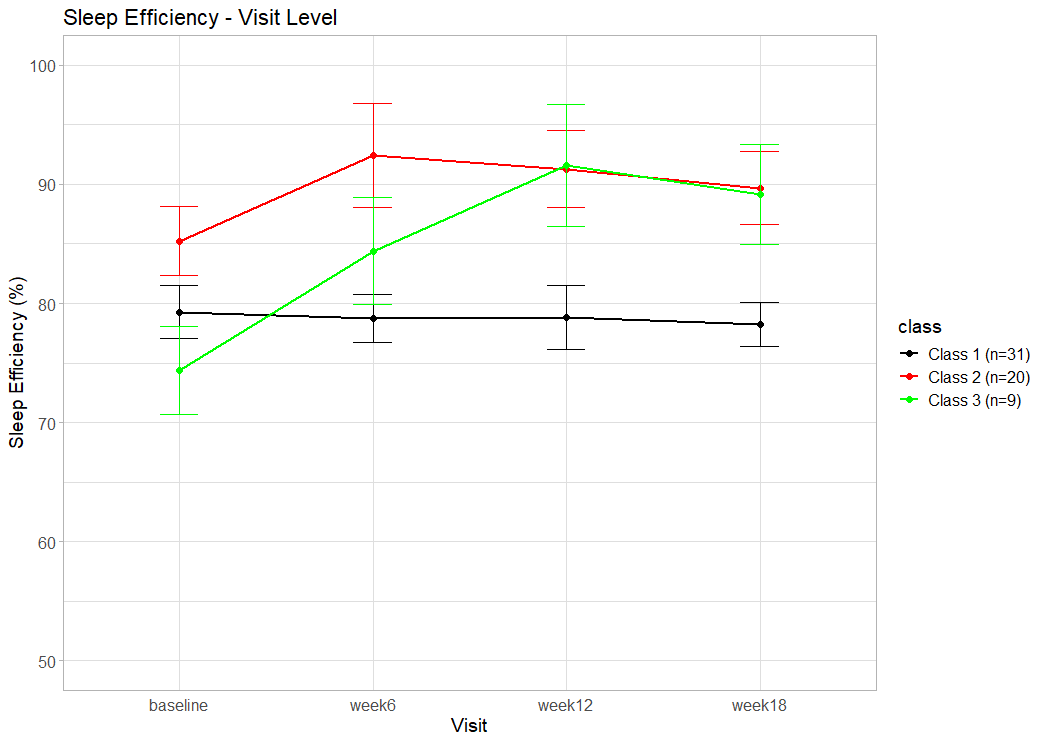 Sleep Efficiency - Visit Level
Sleep Efficiency (%)
100
90
80
70
60
50
baseline
week6
week12
week18
Visit
class
Class 1 (n=31)
Class 2 (n=20)
Class 3 (n=9)